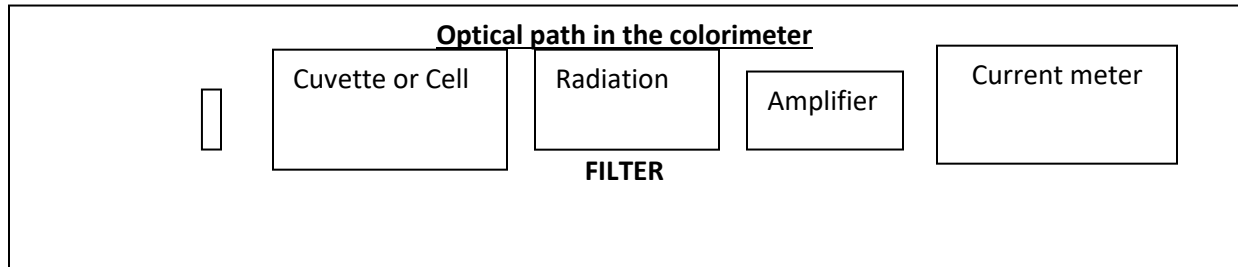 Optical path in the colorimeter
Cuvette or Cell
Radiation
Amplifier
Current meter
FILTER